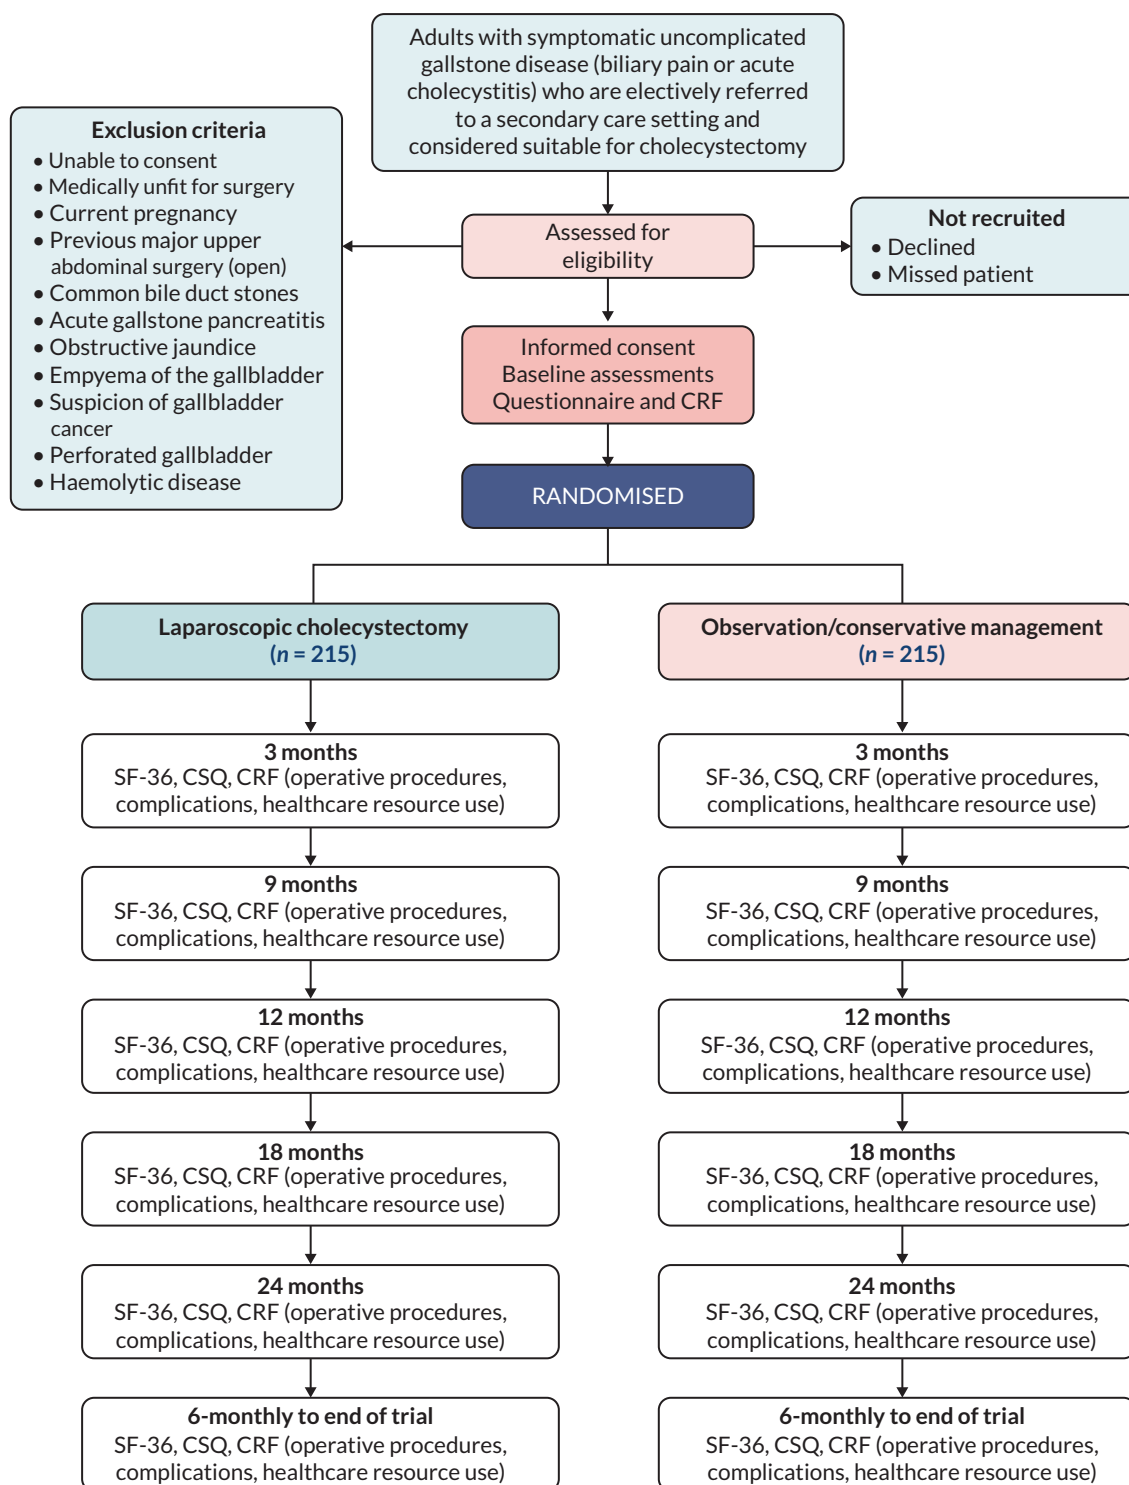 Adults with symptomatic uncomplicated
gallstone disease (biliary pain or acute
cholecystitis) who are electively referred
to a secondary care setting and
considered suitable for cholecystectomy
Exclusion criteria
• Unable to consent
• Medically unfit for surgery
• Current pregnancy
• Previous major upper
abdominal surgery (open)
• Common bile duct stones
• Acute gallstone pancreatitis
• Obstructive jaundice
• Empyema of the gallbladder
• Suspicion of gallbladder
cancer
• Perforated gallbladder
• Haemolytic disease
Assessed for
eligibility
Not recruited
• Declined
• Missed patient
Informed consent
Baseline assessments
Questionnaire and CRF
RANDOMISED
Laparoscopic cholecystectomy
(n = 215)
Observation/conservative management
(n = 215)
3 months
SF-36, CSQ, CRF (operative procedures,
complications, healthcare resource use)
3 months
SF-36, CSQ, CRF (operative procedures,
complications, healthcare resource use)
9 months
SF-36, CSQ, CRF (operative procedures,
complications, healthcare resource use)
9 months
SF-36, CSQ, CRF (operative procedures,
complications, healthcare resource use)
12 months
SF-36, CSQ, CRF (operative procedures,
complications, healthcare resource use)
12 months
SF-36, CSQ, CRF (operative procedures,
complications, healthcare resource use)
18 months
SF-36, CSQ, CRF (operative procedures,
complications, healthcare resource use)
18 months
SF-36, CSQ, CRF (operative procedures,
complications, healthcare resource use)
24 months
SF-36, CSQ, CRF (operative procedures,
complications, healthcare resource use)
24 months
SF-36, CSQ, CRF (operative procedures,
complications, healthcare resource use)
6-monthly to end of trial
SF-36, CSQ, CRF (operative procedures,
complications, healthcare resource use)
6-monthly to end of trial
SF-36, CSQ, CRF (operative procedures,
complications, healthcare resource use)